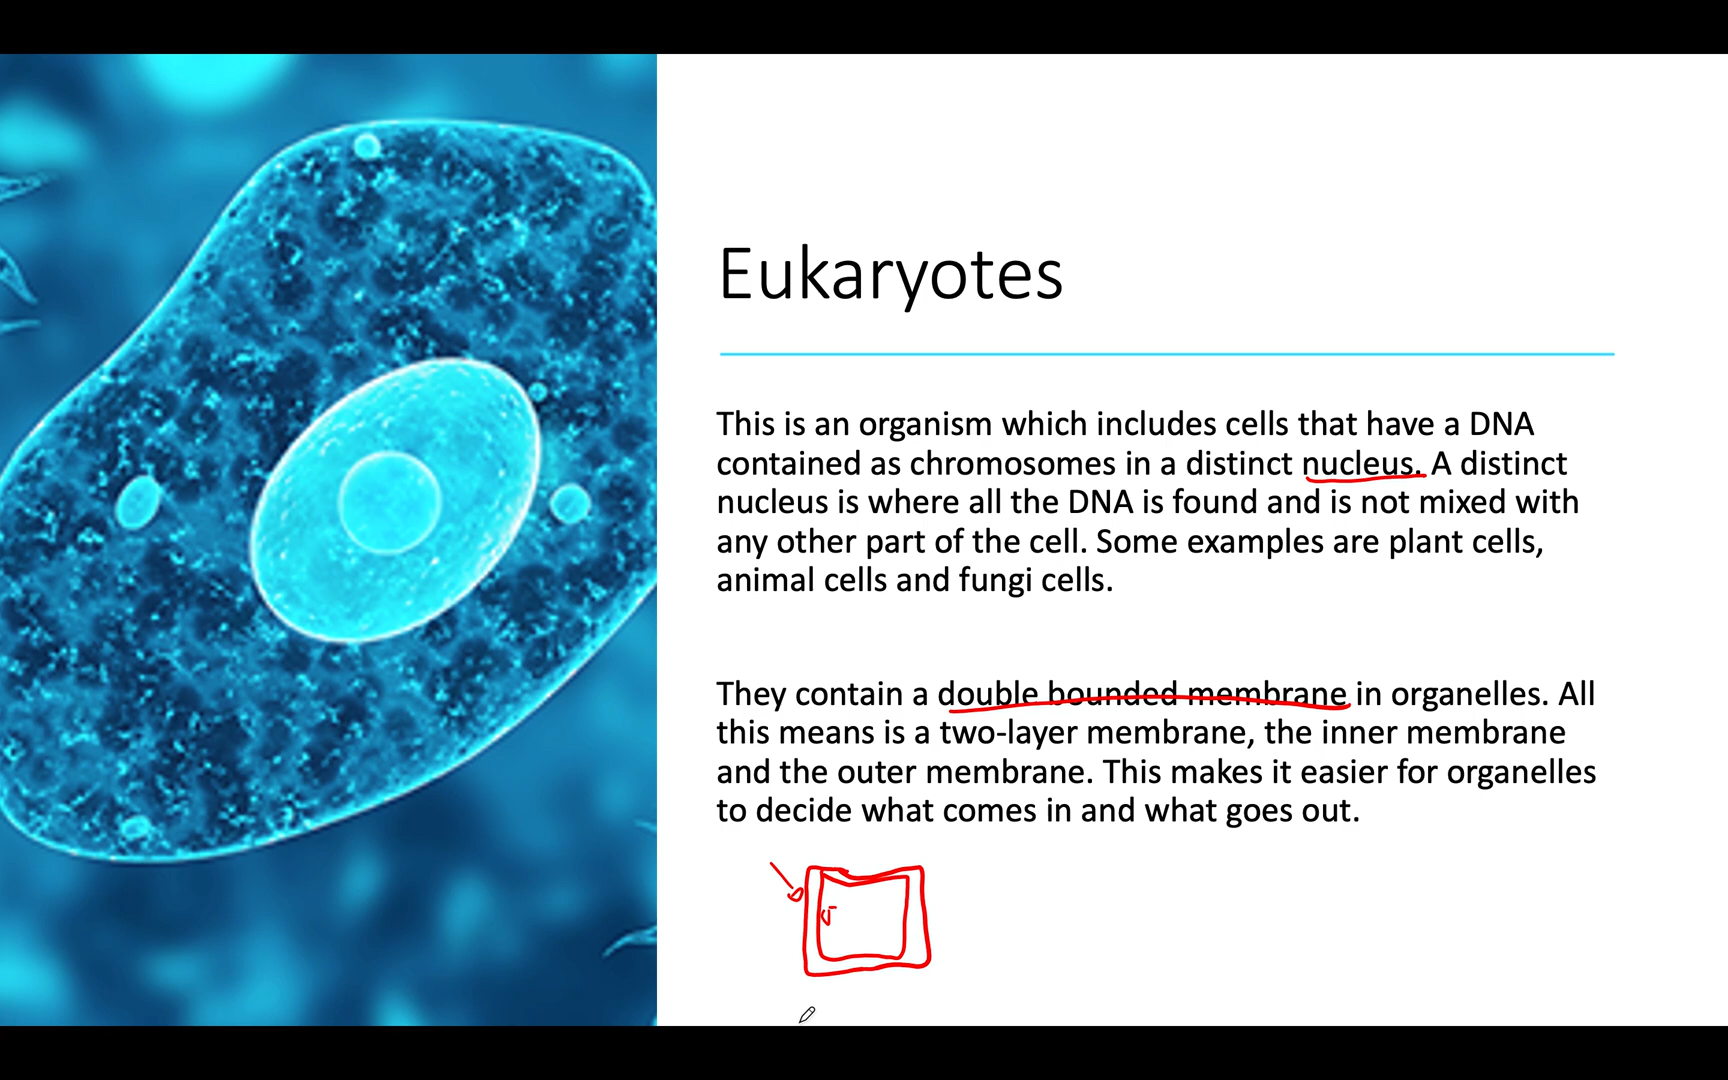 Eukaryotes
This is an organism which includes cells that have a DNA
contained as chromosomes in a distinct nucleus. A distinct
nucleus is where all the DNA is found and is not mixed with
any other part of the cell. Some examples are plant cells,
animal cells and fungi cells.
They contain a double bounded membrane in organelles. All
this means is a two-layer membrane, the inner membrane
and the outer membrane. This makes it easier for organelles
to decide what comes in and what goes out.